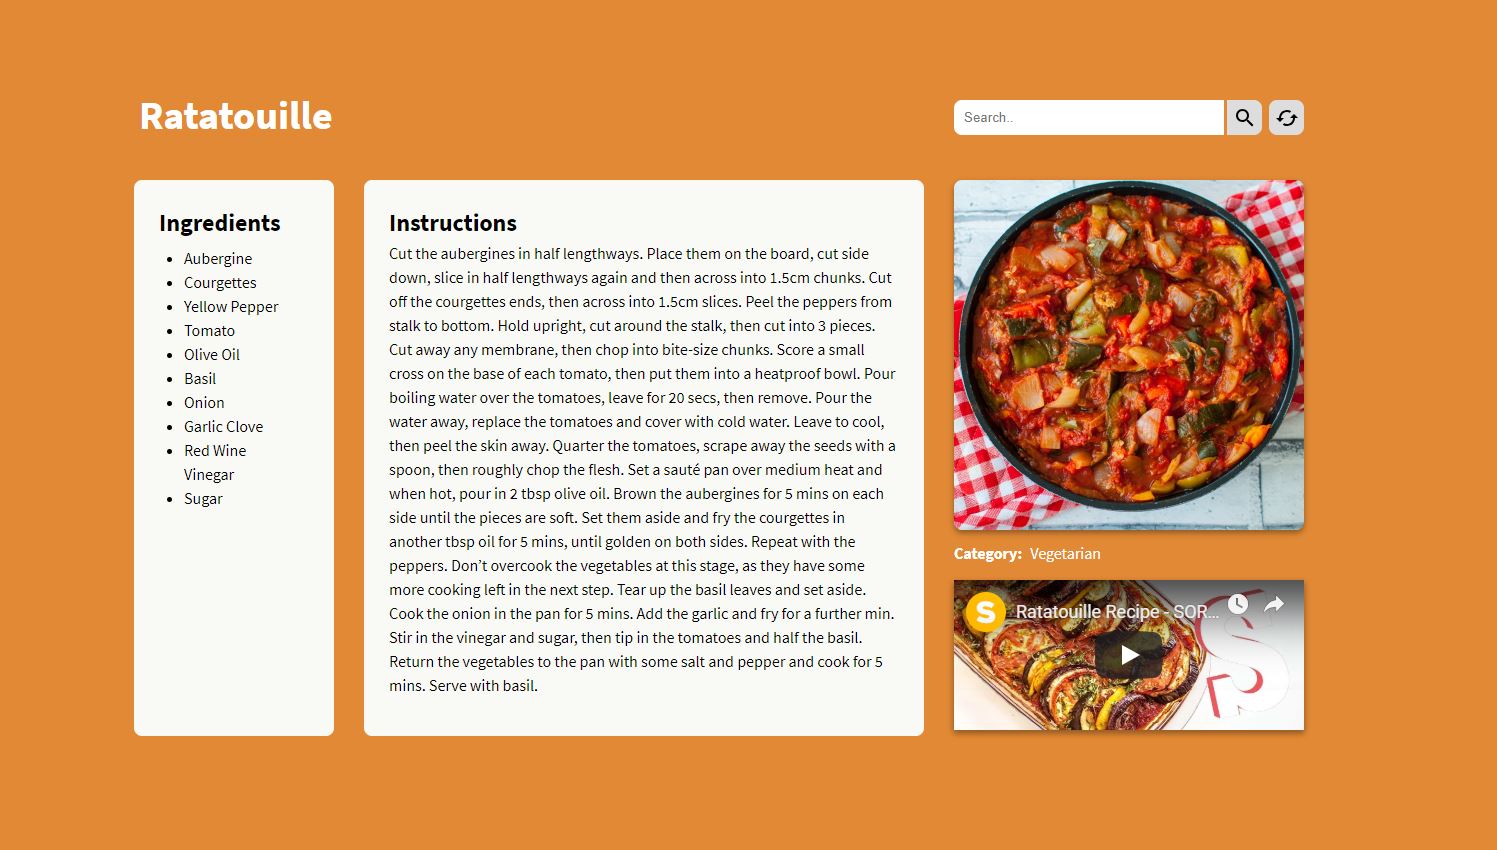 Ratatouille
Search..
Ingredients
Aubergine
Courgettes
Yellow Pepper
Tomato
Olive Oil
Basil
Onion
Garlic Clove
Red Wine
Vinegar
Sugar
Instructions
Cut the aubergines in half lengthways. Place them on the board, cut side
down, slice in half lengthways again and then across into 1.5cm chunks. Cut
off the courgettes ends, then across into 1.5cm slices. Peel the peppers from
stalk to bottom. Hold upright, cut around the stalk, then cut into 3 pieces.
Cut away any membrane, then chop into bite-size chunks. Score a small
cross on the base of each tomato, then put them into a heatproof bowl. Pour
boiling water over the tomatoes, leave for 20 secs, then remove. Pour the
water away, replace the tomatoes and cover with cold water. Leave to cool,
then peel the skin away. Quarter the tomatoes, scrape away the seeds with a
spoon, then roughly chop the flesh. Set a sauté pan over medium heat and
when hot, pour in 2 tbsp olive oil. Brown the aubergines for 5 mins on each
side until the pieces are soft. Set them aside and fry the courgettes in
another tbsp oil for 5 mins, until golden on both sides. Repeat with the
peppers. Don’t overcook the vegetables at this stage, as they have some
more cooking left in the next step. Tear up the basil leaves and set aside.
Cook the onion in the pan for 5 mins. Add the garlic and fry for a further min.
Stir in the vinegar and sugar, then tip in the tomatoes and half the basil.
Return the vegetables to the pan with some salt and pepper and cook for 5
mins. Serve with basil.
Category: Vegetarian
S
Ratatouille Recipe - SOR...
S